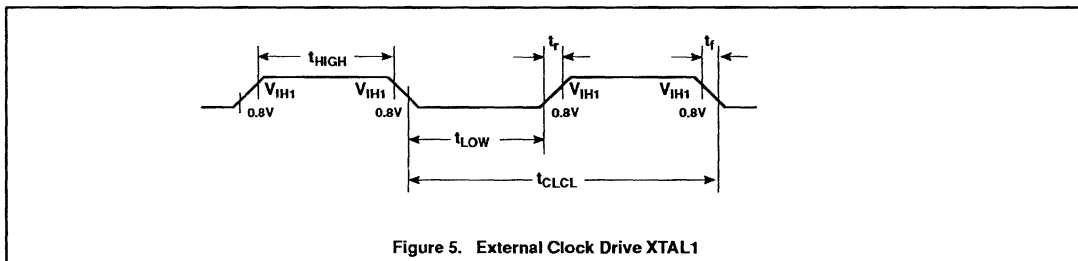 tHIGH tr tf
VIH1 VIH1 VIH1 VIH1
0.8V 0.8V 0.8V 0.8V
tLOW
tCLCL
Figure 5. External Clock Drive XTAL1